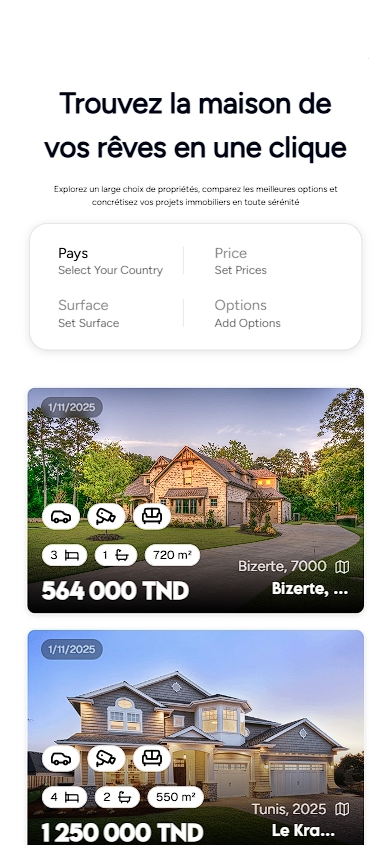 Trouvez la maison de
vos rêves en une clique
Explorez un large choix de propriétés, comparez les meilleures options et
concrétisez vos projets immobiliers en toute sérénité
Pays
Select Your Country
Price
Set Prices
Surface
Set Surface
Options
Add Options
1/11/2025
3
1
720 m²
Bizerte, 7000
564 000 TND
Bizerte, ...
1/11/2025
4
2
550 m²
Tunis, 2025
1 250 000 TND
Le Kra...